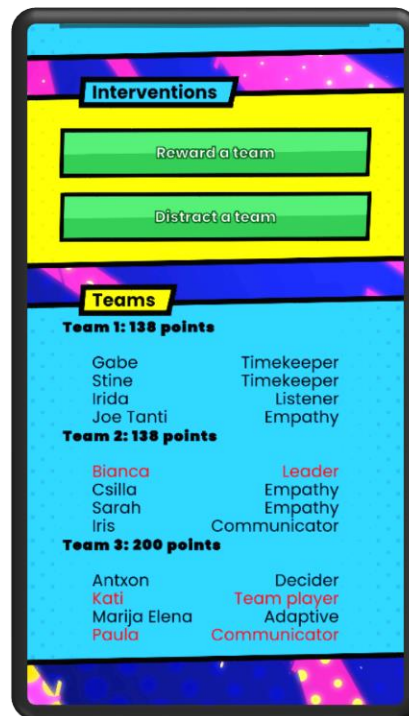 Interventions
Reward a team
Distract a team
Teams
Team 1: 138 points
Gabe Timekeeper
Stine Timekeeper
Irida Listener
Joe Tanti Empathy
Team 2: 138 points
Bianca Leader
Csilla Empathy
Sarah Empathy
Iris Communicator
Team 3: 200 points
Antxon Decider
Kati Team player
Marija Elena Adaptive
Paula Communicator